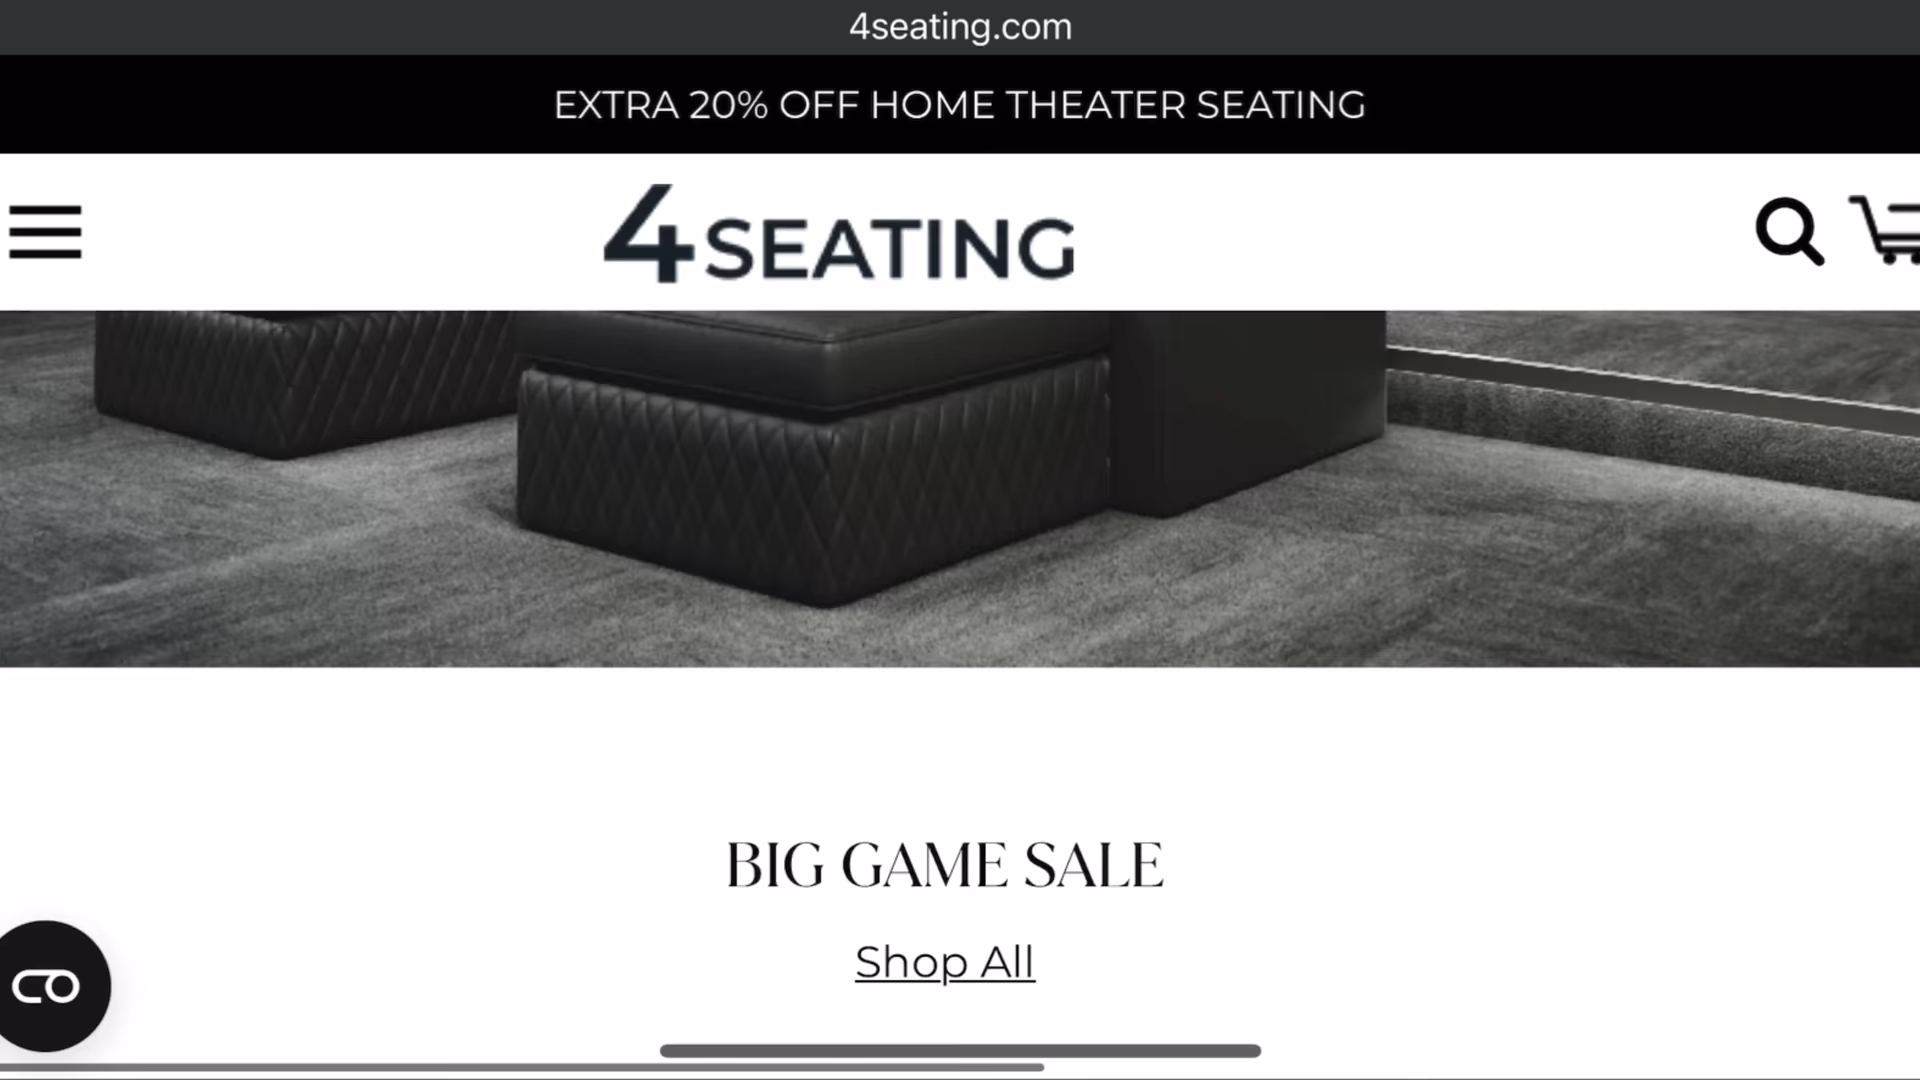 4seating.com
EXTRA 20% OFF HOME THEATER SEATING
4SEATING
BIG GAME SALE
Shop All